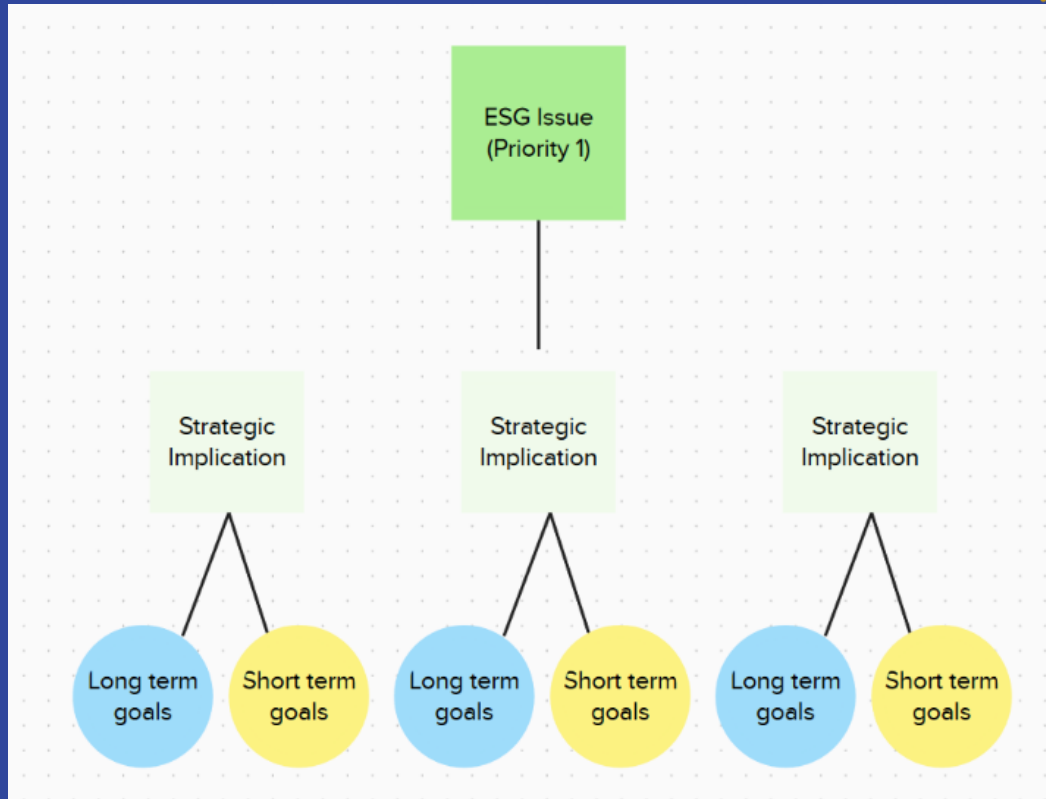 ESG Issue
(Priority 1)
Strategic
Implication
Strategic
Implication
Strategic
Implication
Long term
goals
Short term
goals
Long term
goals
Short term
goals
Long term
goals
Short term
goals